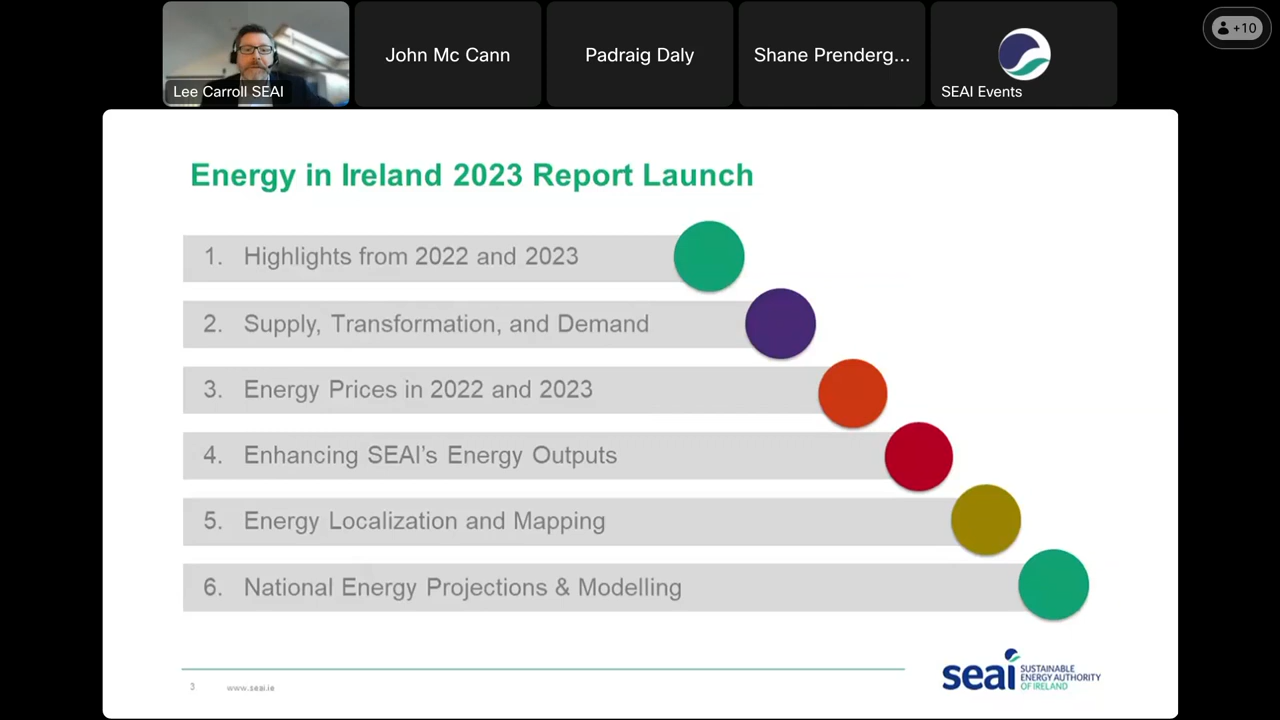 Lee Carroll SEAI
John Mc Cann
Padraig Daly
Shane Prenderg...
SEAI Events
+10
Energy in Ireland 2023 Report Launch
1. Highlights from 2022 and 2023
2. Supply, Transformation, and Demand
3. Energy Prices in 2022 and 2023
4. Enhancing SEAI's Energy Outputs
5. Energy Localization and Mapping
6. National Energy Projections & Modelling
3 www.seai.ie
seai SUSTAINABLE
ENERGY AUTHORITY
OF IRELAND